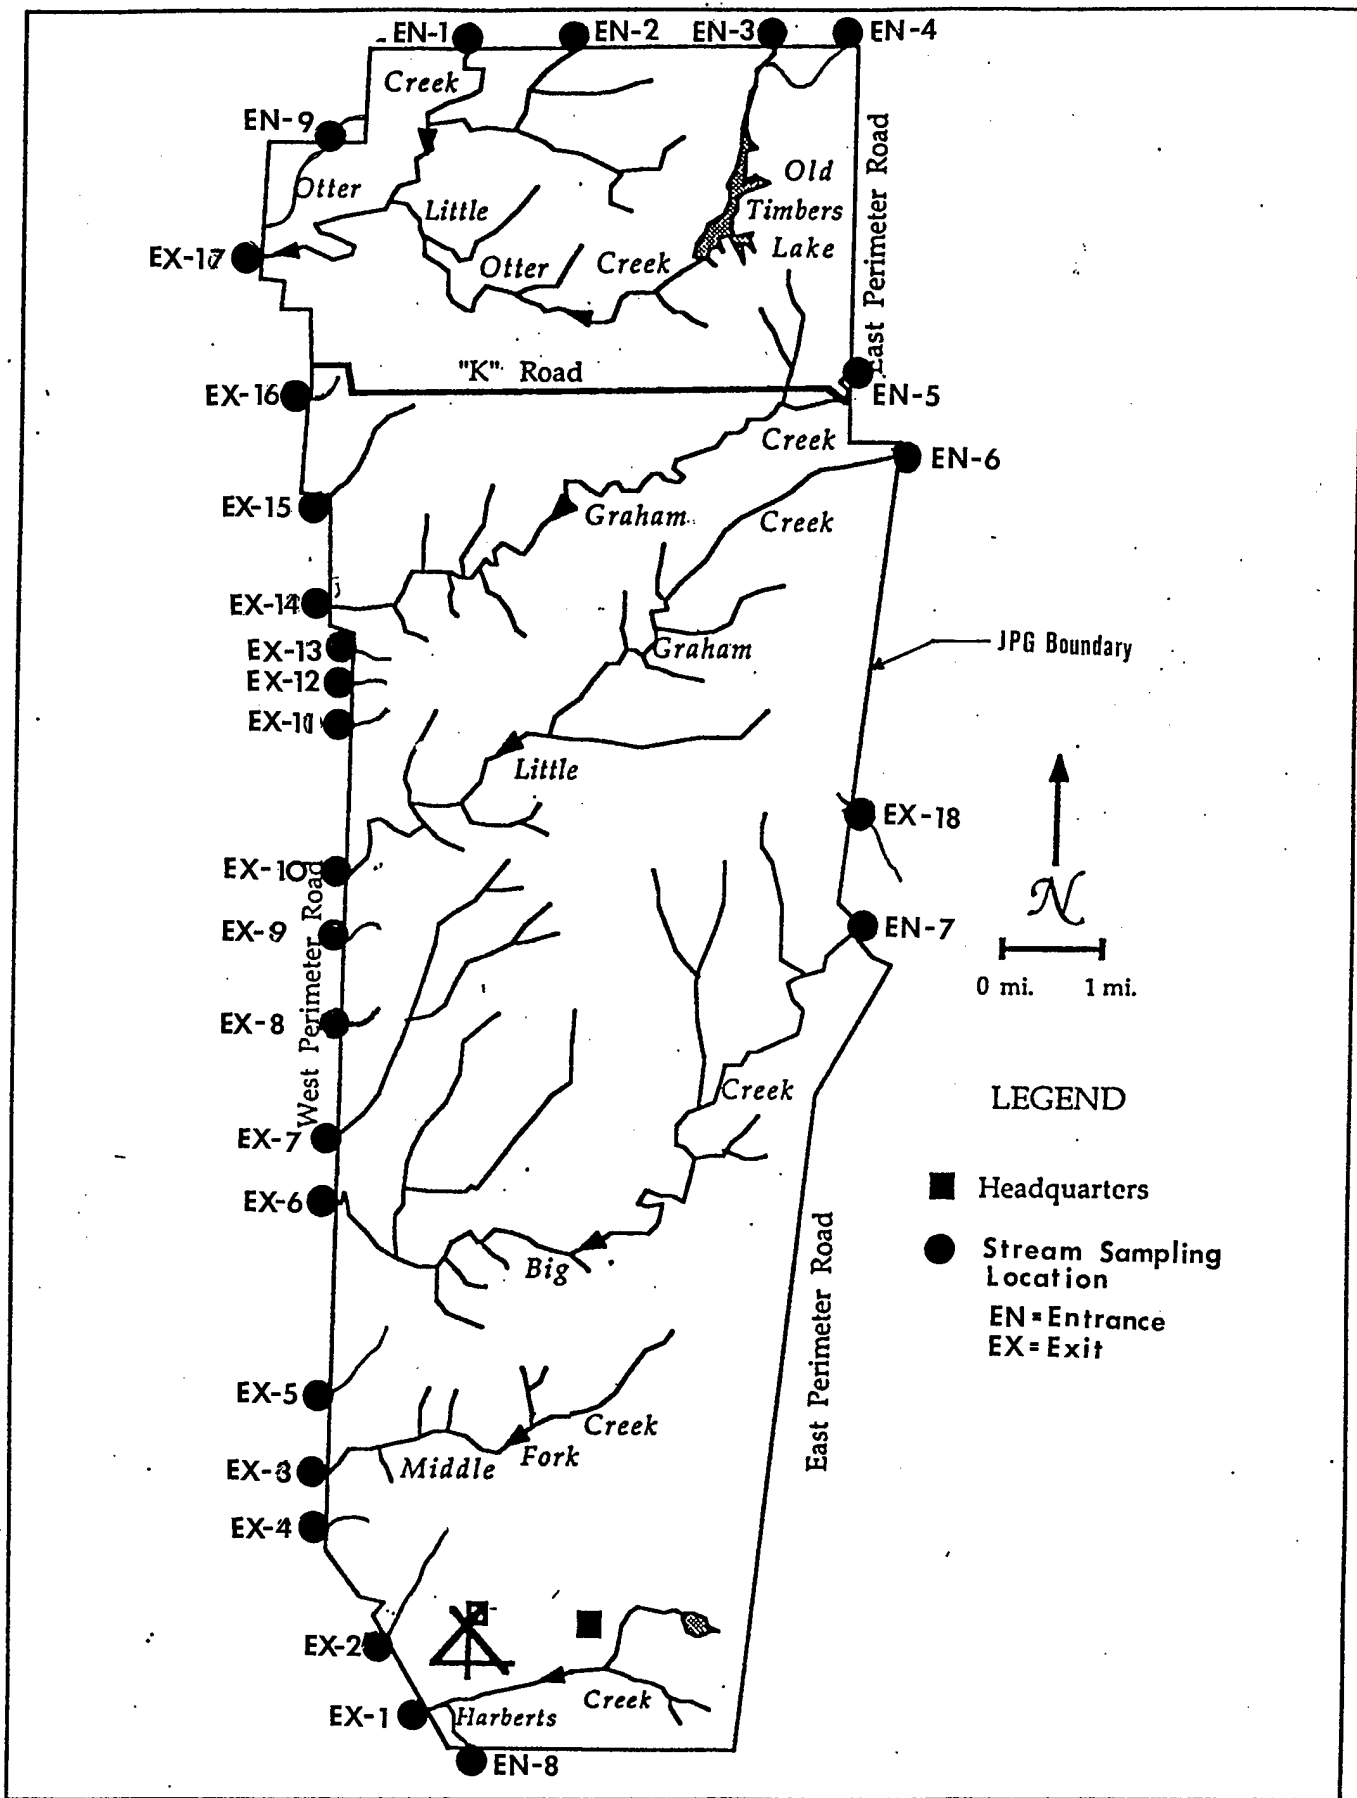 EN-1
EN-2
EN-3
EN-4
Creek
EN-9
Otter
Little
Old
Timbers
Lake
East Perimeter Road
EX-17
Otter
Creek
"K" Road
EX-16
EN-5
Creek
EN-6
EX-15
Graham
Creek
EX-14
EX-13
Graham
JPG Boundary
EX-12
EX-11
Little
EX-18
EX-10
West Perimeter Road
EX-9
EN-7
N
0 mi.
1 mi.
EX-8
Creek
LEGEND
EX-7
EX-6
Headquarters
Big
East Perimeter Road
Stream Sampling
Location
EN=Entrance
EX=Exit
EX-5
Creek
Fork
Middle
EX-3
EX-4
EX-2
Creek
EX-1
Harberts
EN-8